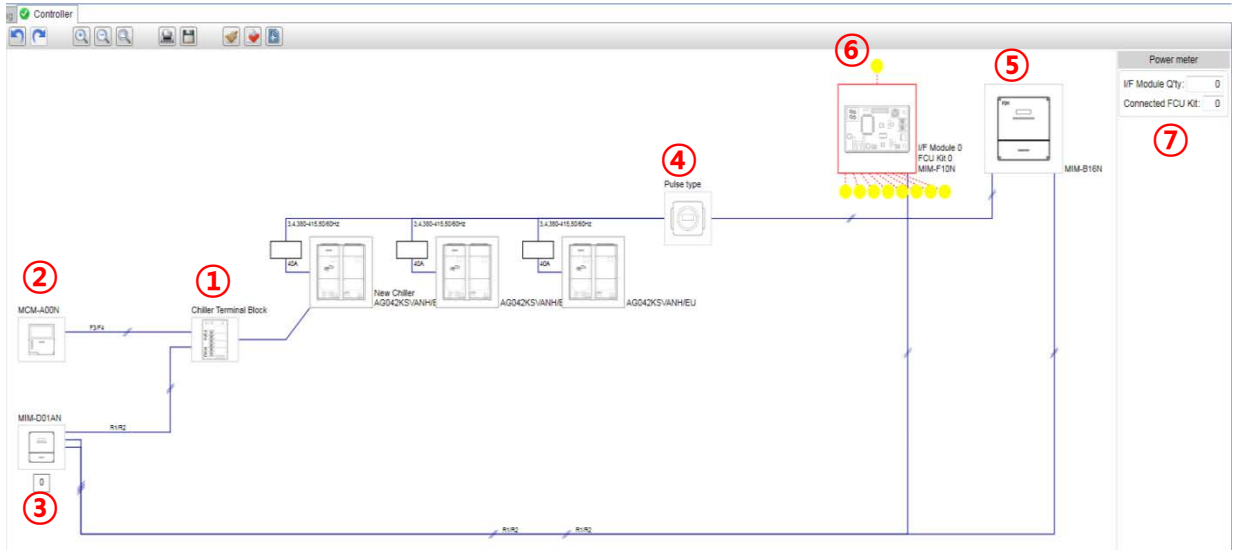 g
Controller
⑥
⑤
Power meter
I/F Module Q'ty: 0
Connected FCU Kit: 0
⑦
I/F Module 0
FCU Kit 0
MIM-F10N
MIM-B16N
④
Pulse type
3,4,380-415,50/60Hz
3,4,380-415,50/60Hz
3,4,380-415,50/60Hz
40A
40A
40A
②
①
New Chiller
AG042KSVANH/E
AG042KSVANH/E
AG042KSVANH/EU
MCM-A00N
Chiller Terminal Block
F3/F4
MIM-D01AN
R1/R2
0
③
R1/R2
R1/R2